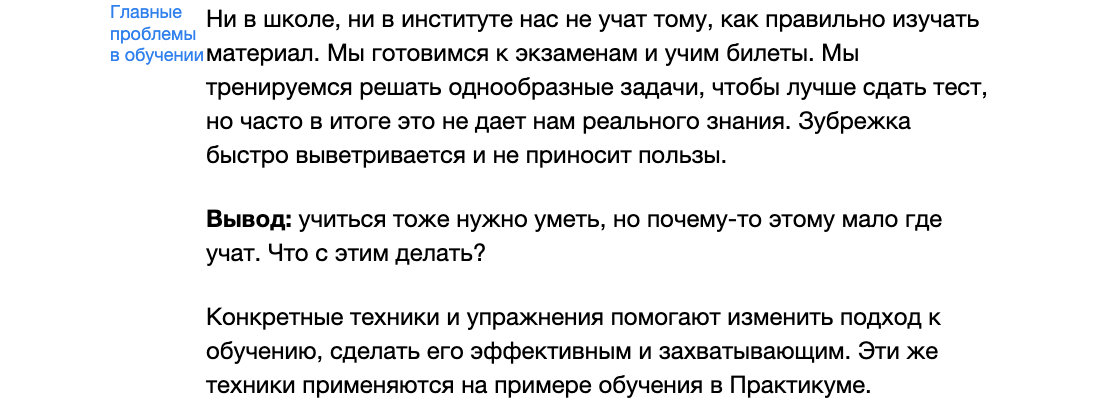 Главные
проблемы
в обучении
Ни в школе, ни в институте нас не учат тому, как правильно изучать
материал. Мы готовимся к экзаменам и учим билеты. Мы
тренируемся решать однообразные задачи, чтобы лучше сдать тест,
но часто в итоге это не дает нам реального знания. Зубрежка
быстро выветривается и не приносит пользы.
Вывод: учиться тоже нужно уметь, но почему-то этому мало где
учат. Что с этим делать?
Конкретные техники и упражнения помогают изменить подход к
обучению, сделать его эффективным и захватывающим. Эти же
техники применяются на примере обучения в Практикуме.